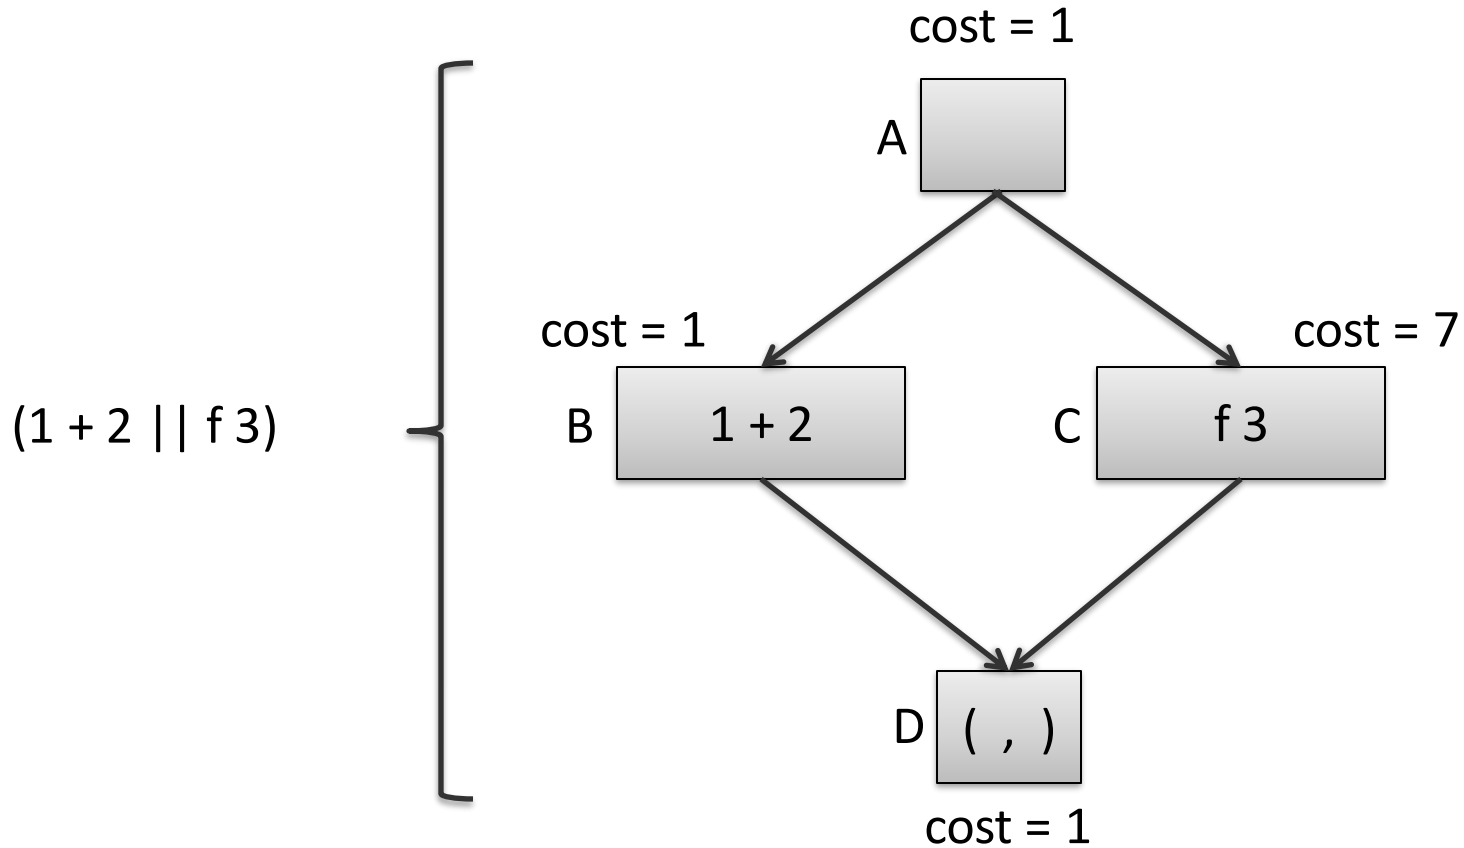 cost = 1
A
cost = 1
cost = 7
(1 + 2 || f 3)
B
1 + 2
C
f 3
D
( , )
cost = 1